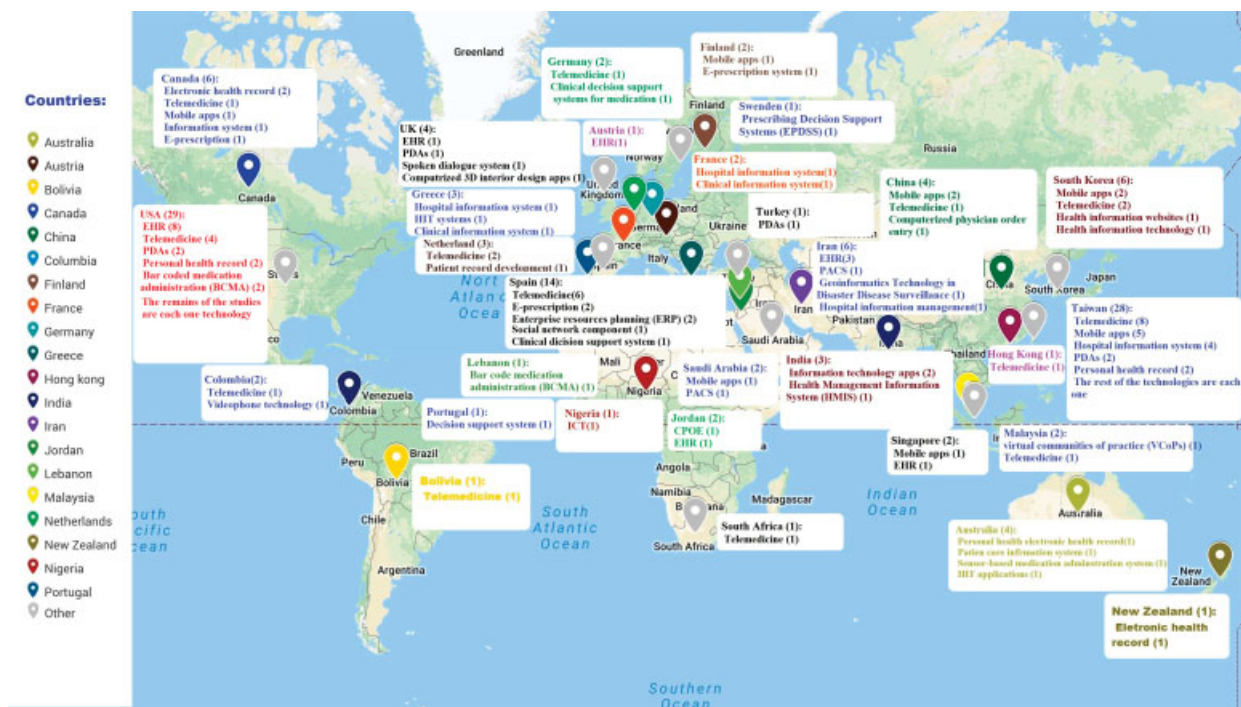 Countries:
Australia
Austria
Bolivia
Canada
China
Columbia
Finland
France
Germany
Greece
Hong kong
India
Iran
Jordan
Lebanon
Malaysia
Netherlands
New Zealand
Nigeria
Portugal
Other
Greenland
Canada (6):
Electronic health record (2)
Telemedicine (1)
Mobile apps (1)
Information system (1)
E-prescription (1)
Canada
USA (29):
EHR (8)
Telemedicine (4)
PDAs (2)
Personal health record (2)
Bar coded medication
administration (BCMA) (2)
The remains of the studies
are each one technology
Germany (2):
Telemedicine (1)
Clinical decision support
systems for medication (1)
Finland (2):
Mobile apps (1)
E-prescription system (1)
Finland
Swenden (1):
Prescribing Decision Support
Systems (EPDSS) (1)
Russia
UK (4):
EHR (1)
PDAs (1)
Spoken dialogue system (1)
Computrized 3D interior design apps (1)
Austria (1):
EHR(1)
Norway
Kingdom
France (2):
Hospital information system(1)
Clinical information system(1)
Greece (3):
Hospital information system (1)
HIT systems (1)
Clinical information system (1)
Netherland (3)
Telemedicine (2)
Patient record development (1)
Turkey (1):
PDAs (1)
Ukraine
Italy
China (4):
Mobile apps (2)
Telemedicine (1)
Computerized physician order
entry (1)
South Korea (6):
Mobile apps (2)
Telemedicine (2)
Health information websites (1)
Health information technology (1)
Iran (6):
EHR(3)
PACS (1)
Geoinformatics Technology in
Disaster Disease Surveillance (1)
Hospital information management(1)
Iran
Japan
South Korea
Spain (14):
Telemedicine(6)
E-prescription (2)
Enterprise resources planning (ERP) (2)
Social network component (1)
Clinical dicision support system (1)
Saudi Arabia
Pakistan
Taiwan (28):
Telemedicine (8)
Mobile apps (5)
Hospital information system (4)
PDAs (2)
Personal health record (2)
The rest of the technologies are each
one
Thailand
Hong Kong (1):
Telemedicine (1)
Lebanon (1):
Bar code medication
administration (BCMA) (1)
Mali
Nigeria
Saudi Arabia (2):
Mobile apps (1)
PACS (1)
India (3):
Information technology apps (2)
Health Management Information
System (HMIS) (1)
Colombia(2):
Telemedicine (1)
Videophone technology (1)
Venezuela
Colombia
Portugal (1):
Decision support system (1)
Nigeria (1):
ICT(1)
Jordan (2):
CPOE (1)
EHR (1)
Singapore (2):
Mobile apps (1)
EHR (1)
Malaysia (2):
virtual communities of practice (VCoPs) (1)
Telemedicine (1)
Brazil
Peru
Bolivia
Bolivia (1):
Telemedicine (1)
Chile
Argentina
Angola
Namibia
Madagascar
South Africa
South Africa (1):
Telemedicine (1)
South
Atlantic
Ocean
Indian
Ocean
Australia
Australia (4):
Personal health electronic health record(1)
Patien care infrmation system (1)
Sensor-based medication adminstration system (1)
HIT applications (1)
New
Zealand
New Zealand (1):
Eletronic health
record (1)
Southern
Ocean